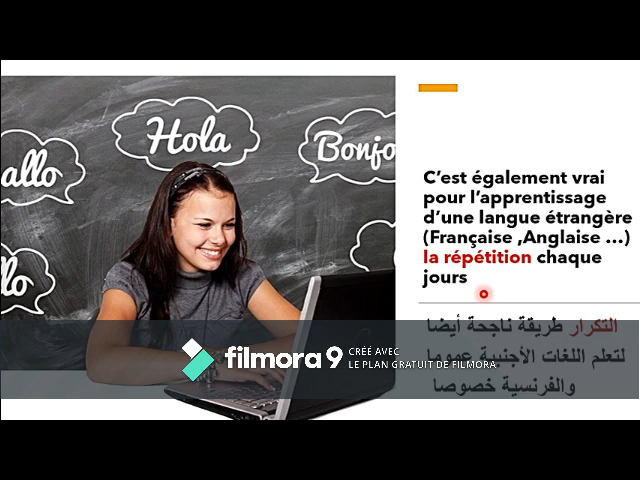 allo
Hola
Bonjo
lo
C’est également vrai
pour l’apprentissage
d’une langue étrangère
(Française ,Anglaise ...)
la répétition chaque
jours
التكرار طريقة ناجحة أيضا
لتعلم اللغات الأجنبية عموما
والفرنسية خصوصا
filmora 9
CRÉÉ AVEC
LE PLAN GRATUIT DE FILMORA